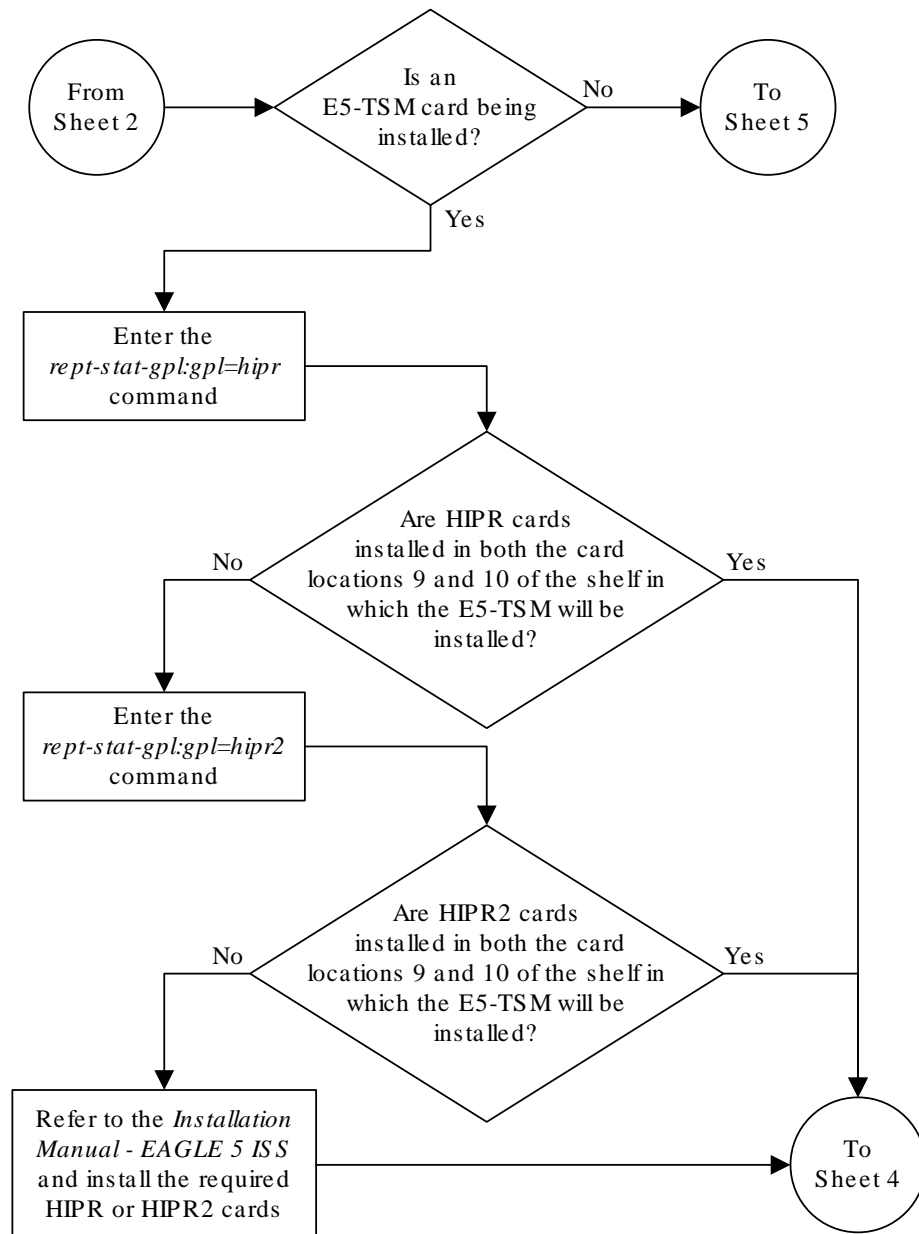 From
Sheet 2
Is an
E5-TSM card being
installed?
No
To
Sheet 5
Yes
Enter the
rept-stat-gpl:gpl=hipr
command
Are HIPR cards
installed in both the card
locations 9 and 10 of the shelf in
which the E5-TSM will be
installed?
No
Yes
Enter the
rept-stat-gpl:gpl=hipr2
command
Are HIPR2 cards
installed in both the card
locations 9 and 10 of the shelf in
which the E5-TSM will be
installed?
No
Yes
Refer to the Installation
Manual - EAGLE 5 ISS
and install the required
HIPR or HIPR2 cards
To
Sheet 4